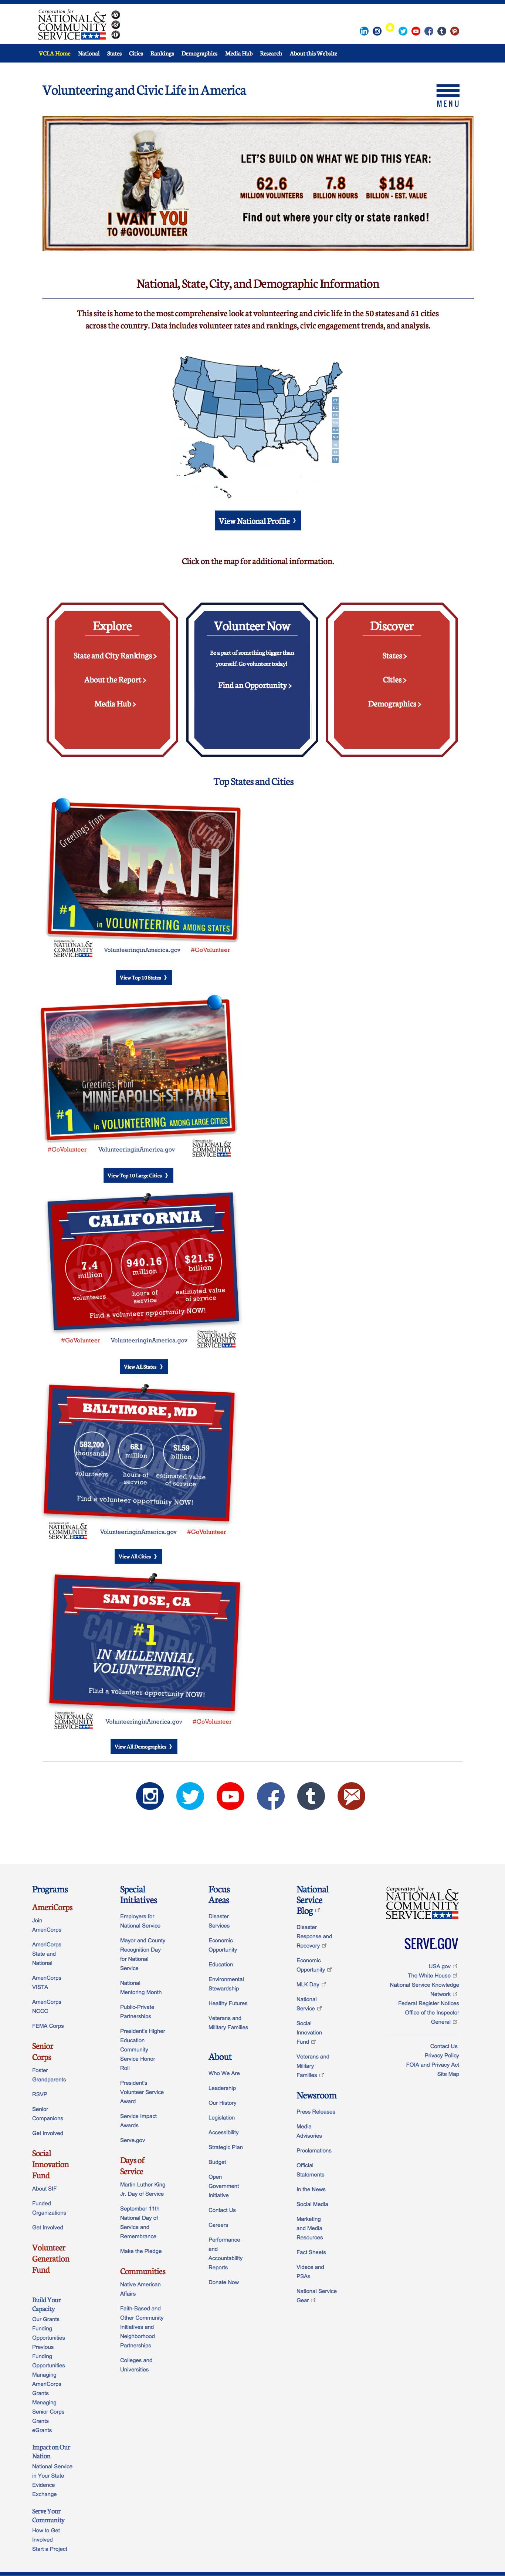 Corporation for
NATIONAL &
COMMUNITY
SERVICE
VCLA Home National States Cities Rankings Demographics Media Hub Research About this Website
Volunteering and Civic Life in America
MENU
LET'S BUILD ON WHAT WE DID THIS YEAR:
62.6 7.8 $184
MILLION VOLUNTEERS BILLION HOURS BILLION - EST. VALUE
Find out where your city or state ranked!
I WANT YOU
TO #GOVOLUNTEER
National, State, City, and Demographic Information
This site is home to the most comprehensive look at volunteering and civic life in the 50 states and 51 cities
across the country. Data includes volunteer rates and rankings, civic engagement trends, and analysis.
View National Profile ›
Click on the map for additional information.
Explore
State and City Rankings >
About the Report >
Media Hub >
Volunteer Now
Be a part of something bigger than
yourself. Go volunteer today!
Find an Opportunity >
Discover
States >
Cities >
Demographics >
Top States and Cities
Greetings from
UTAH
#1 in VOLUNTEERING AMONG STATES
Corporation for
NATIONAL &
COMMUNITY
SERVICE
VolunteeringinAmerica.gov #GoVolunteer
View Top 10 States ›
Greetings from
MINNEAPOLIS-ST. PAUL
#1 in VOLUNTEERING AMONG LARGE CITIES
#GoVolunteer VolunteeringinAmerica.gov
Corporation for
NATIONAL &
COMMUNITY
SERVICE
View Top 10 Large Cities ›
CALIFORNIA
7.4 million volunteers
940.16 million hours of service
$21.5 billion estimated value of service
Find a volunteer opportunity NOW!
#GoVolunteer VolunteeringinAmerica.gov
Corporation for
NATIONAL &
COMMUNITY
SERVICE
View All States ›
BALTIMORE, MD
582,700 thousands volunteers
68.1 million hours of service
$1.59 billion estimated value of service
Find a volunteer opportunity NOW!
Corporation for
NATIONAL &
COMMUNITY
SERVICE
VolunteeringinAmerica.gov #GoVolunteer
View All Cities ›
SAN JOSE, CA
#1
IN MILLENNIAL
VOLUNTEERING!
Find a volunteer opportunity NOW!
Corporation for
NATIONAL &
COMMUNITY
SERVICE
VolunteeringinAmerica.gov #GoVolunteer
View All Demographics ›
Programs
AmeriCorps
Join
AmeriCorps
AmeriCorps
State and
National
AmeriCorps
VISTA
AmeriCorps
NCCC
FEMA Corps
Senior
Corps
Foster
Grandparents
RSVP
Senior
Companions
Get Involved
Social
Innovation
Fund
About SIF
Funded
Organizations
Get Involved
Volunteer
Generation
Fund
Build Your
Capacity
Our Grants
Funding
Opportunities
Previous
Funding
Opportunities
Managing
AmeriCorps
Grants
Managing
Senior Corps
Grants
eGrants
Impact on Our
Nation
National Service
in Your State
Evidence
Exchange
Serve Your
Community
How to Get
Involved
Start a Project
Special
Initiatives
Employers for
National Service
Mayor and County
Recognition Day
for National
Service
National
Mentoring Month
Public-Private
Partnerships
President's Higher
Education
Community
Service Honor
Roll
President's
Volunteer Service
Award
Service Impact
Awards
Serve.gov
Days of
Service
Martin Luther King
Jr. Day of Service
September 11th
National Day of
Service and
Remembrance
Make the Pledge
Communities
Native American
Affairs
Faith-Based and
Other Community
Initiatives and
Neighborhood
Partnerships
Colleges and
Universities
Focus
Areas
Disaster
Services
Economic
Opportunity
Education
Environmental
Stewardship
Healthy Futures
Veterans and
Military Families
About
Who We Are
Leadership
Our History
Legislation
Accessibility
Strategic Plan
Budget
Open
Government
Initiative
Contact Us
Careers
Performance
and
Accountability
Reports
Donate Now
National
Service
Blog
Disaster
Response and
Recovery
Economic
Opportunity
MLK Day
National
Service
Social
Innovation
Fund
Veterans and
Military
Families
Newsroom
Press Releases
Media
Advisories
Proclamations
Official
Statements
In the News
Social Media
Marketing
and Media
Resources
Fact Sheets
Videos and
PSAs
National Service
Gear
Corporation for
NATIONAL &
COMMUNITY
SERVICE
SERVE.GOV
USA.gov
The White House
National Service Knowledge
Network
Federal Register Notices
Office of the Inspector
General
Contact Us
Privacy Policy
FOIA and Privacy Act
Site Map